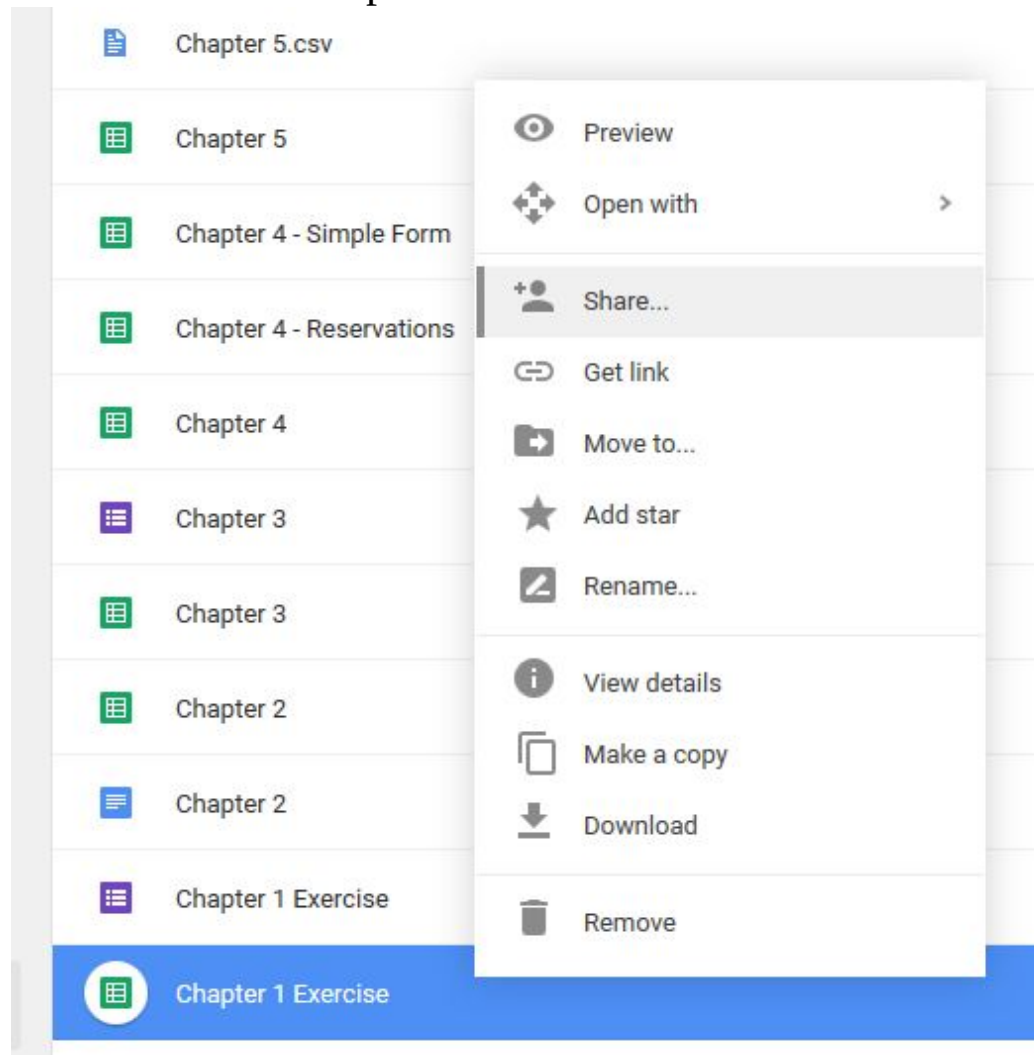 Chapter 5.csv
Chapter 5
Chapter 4 - Simple Form
Chapter 4 - Reservations
Chapter 4
Chapter 3
Chapter 3
Chapter 2
Chapter 2
Chapter 1 Exercise
Chapter 1 Exercise
Preview
Open with
Share...
Get link
Move to...
Add star
Rename...
View details
Make a copy
Download
Remove